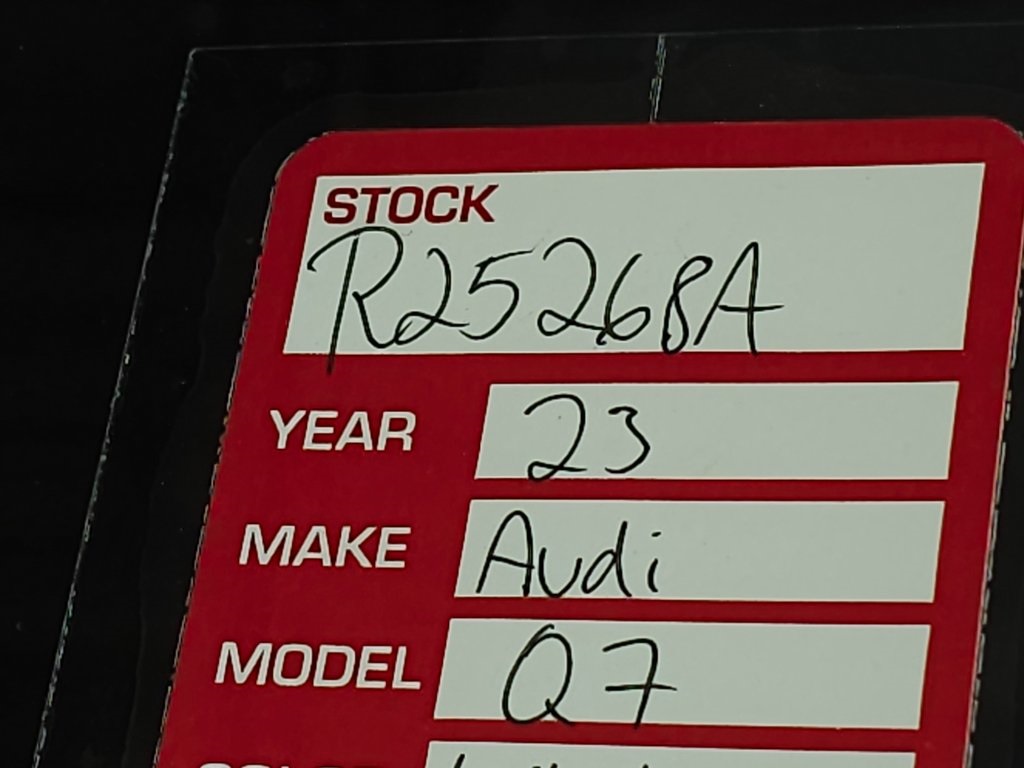 STOCK
R25268A
YEAR 23
MAKE Audi
MODEL Q7